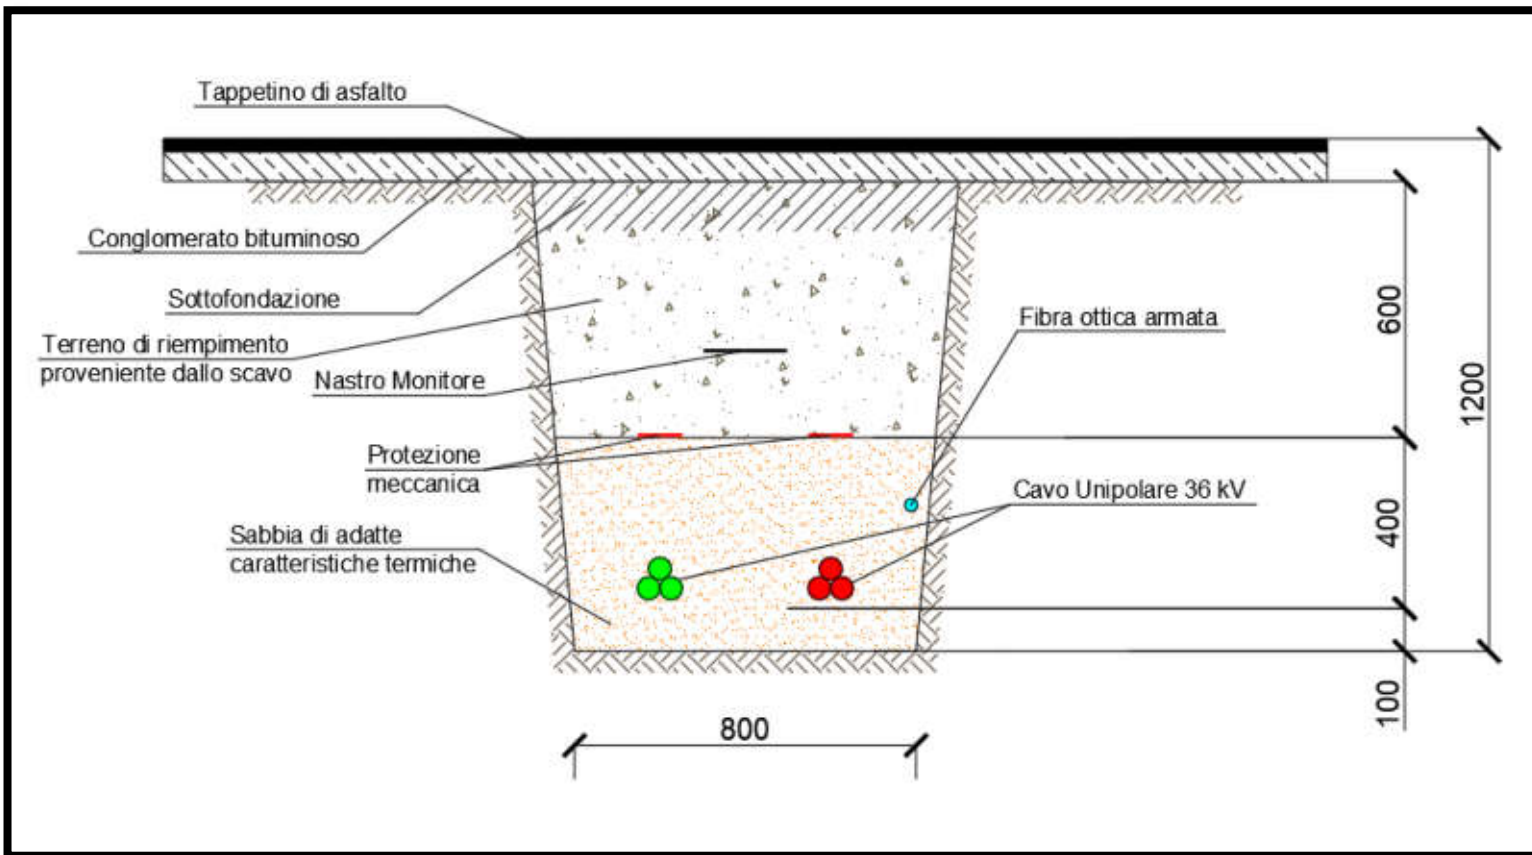 Tappetino di asfalto
Conglomerato bituminoso
Sottofondazione
Terreno di riempimento
proveniente dallo scavo
Nastro Monitore
Fibra ottica armata
Protezione
meccanica
Cavo Unipolare 36 kV
Sabbia di adatte
caratteristiche termiche
600
1200
400
100
800